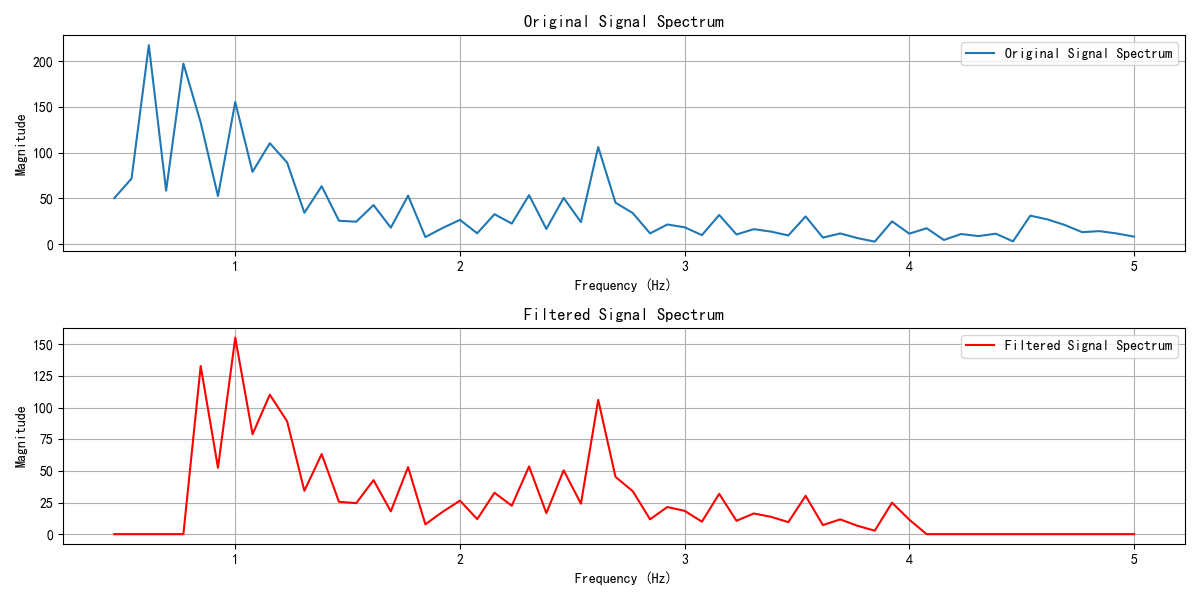 Original Signal Spectrum
Original Signal Spectrum
200
150
100
50
0
Magnitude
1 2 3 4 5
Frequency (Hz)
Filtered Signal Spectrum
Filtered Signal Spectrum
150
125
100
75
50
25
0
Magnitude
1 2 3 4 5
Frequency (Hz)